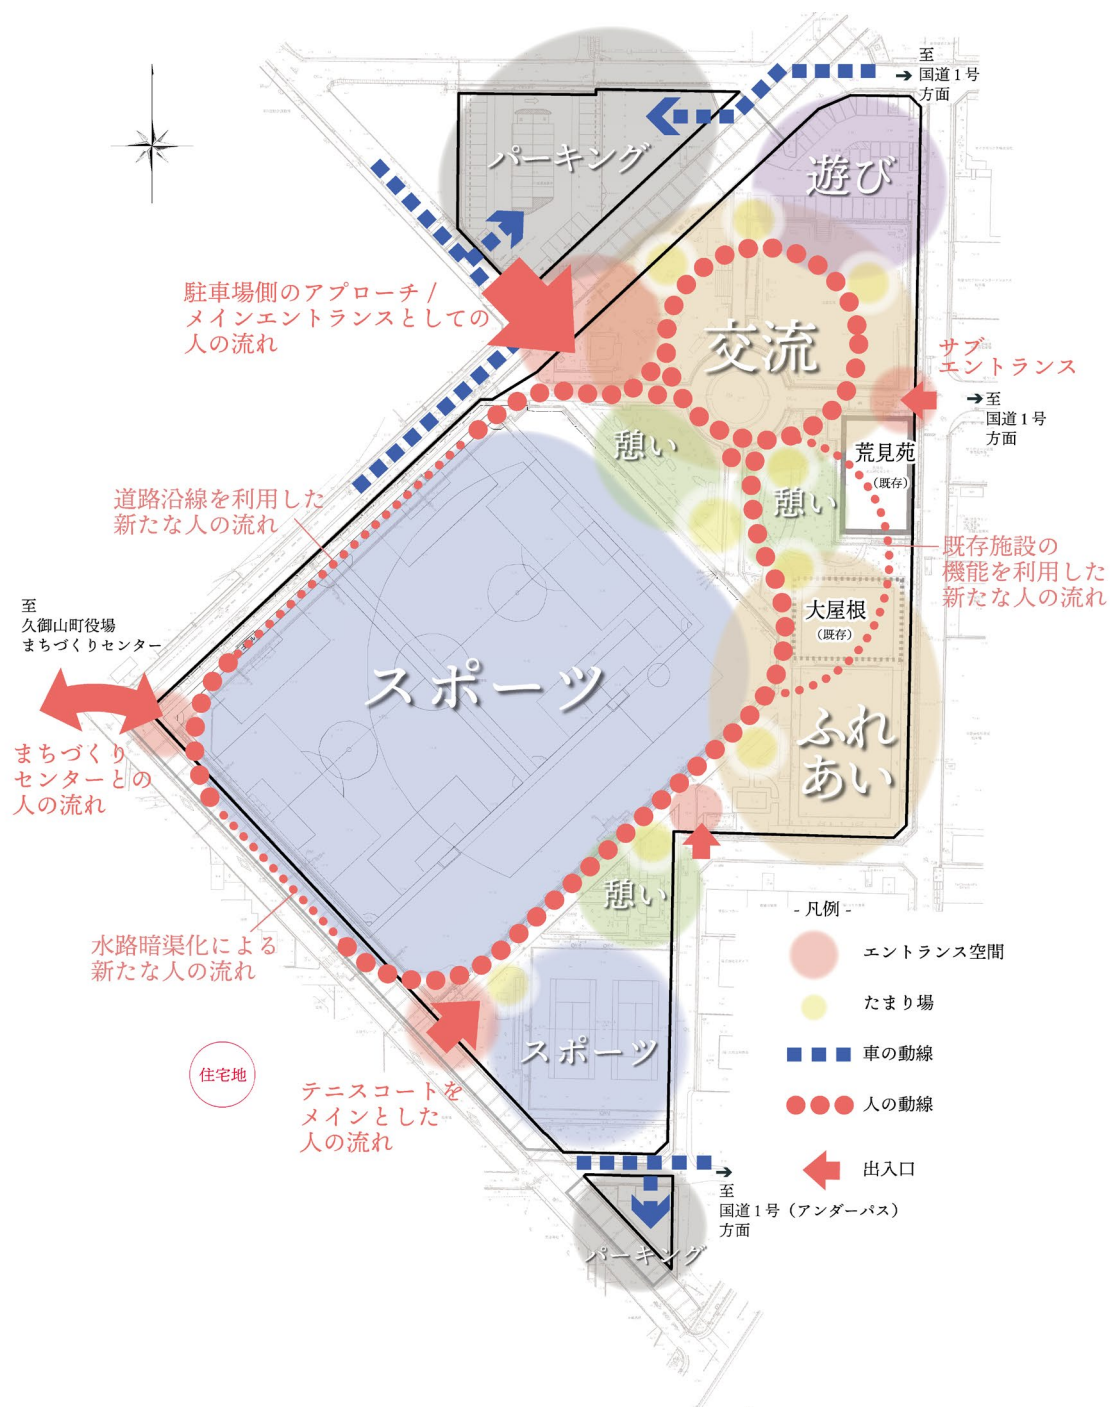 至
国道1号
方面
パーキング
遊び
駐車場側のアプローチ /
メインエントランスとしての
人の流れ
交流
サブ
エントランス
至
国道1号
方面
憩い
荒見苑
(既存)
道路沿線を利用した
新たな人の流れ
憩い
既存施設の
機能を利用した
新たな人の流れ
至
久御山町役場
まちづくりセンター
大屋根
(既存)
スポーツ
ふれ
あい
まちづくり
センターとの
人の流れ
憩い
- 凡例 -
水路暗渠化による
新たな人の流れ
エントランス空間
たまり場
スポーツ
車の動線
住宅地
テニスコートを
メインとした
人の流れ
人の動線
出入口
至
国道1号（アンダーパス）
方面
パーキング